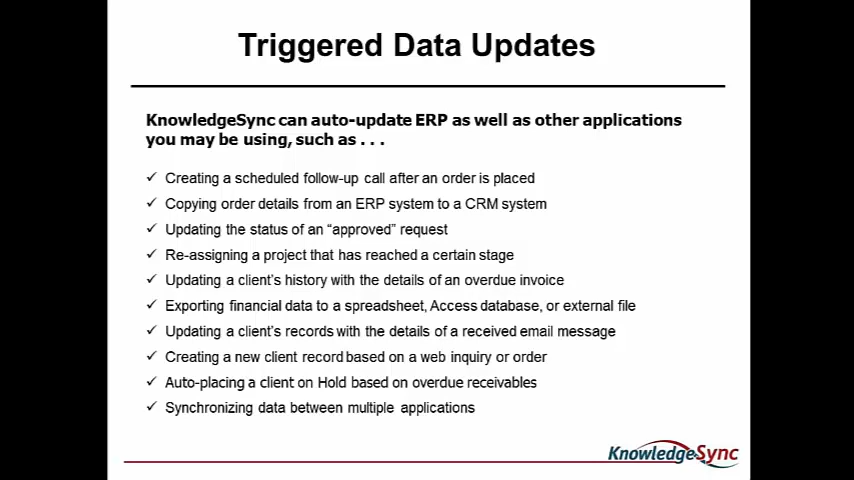 Triggered Data Updates
KnowledgeSync can auto-update ERP as well as other applications
you may be using, such as . . .
✓ Creating a scheduled follow-up call after an order is placed
✓ Copying order details from an ERP system to a CRM system
✓ Updating the status of an “approved” request
✓ Re-assigning a project that has reached a certain stage
✓ Updating a client’s history with the details of an overdue invoice
✓ Exporting financial data to a spreadsheet, Access database, or external file
✓ Updating a client’s records with the details of a received email message
✓ Creating a new client record based on a web inquiry or order
✓ Auto-placing a client on Hold based on overdue receivables
✓ Synchronizing data between multiple applications
KnowledgeSync